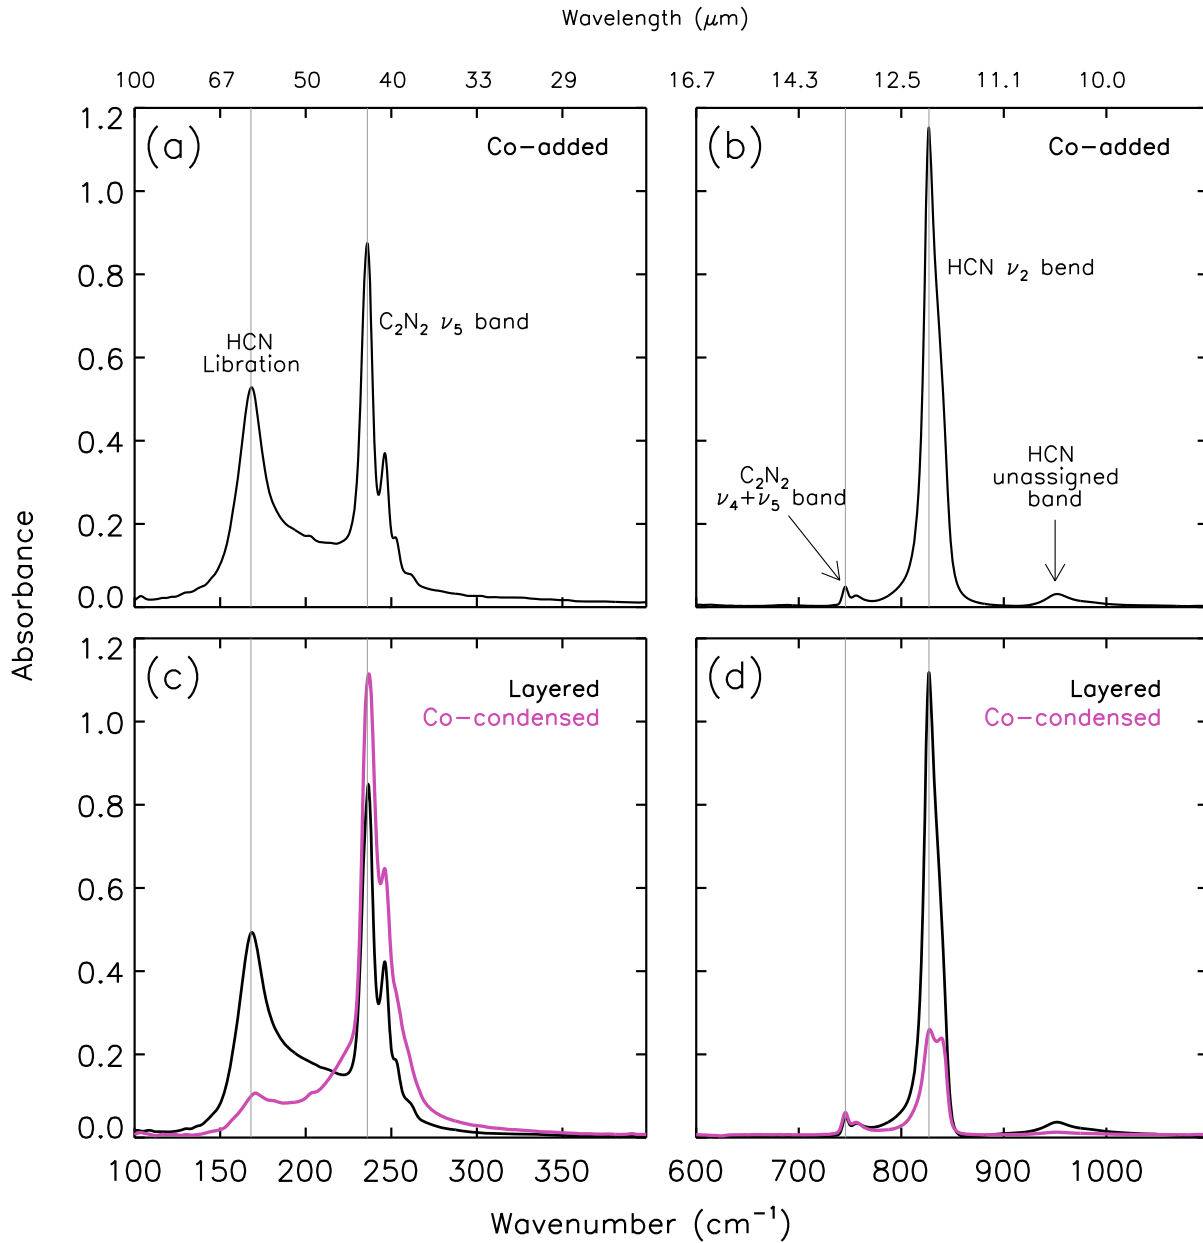 Wavelength (μm)
100 67 50 40 33 29 16.7 14.3 12.5 11.1 10.0
(a) Co-added
(b) Co-added
1.2
1.0
0.8
0.6
0.4
0.2
0.0
HCN
Libration
C₂N₂ ν₅ band
HCN ν₂ bend
C₂N₂
ν₄+ν₅ band
HCN
unassigned
band
Absorbance
(c) Layered
Co-condensed
(d) Layered
Co-condensed
1.2
1.0
0.8
0.6
0.4
0.2
0.0
100 150 200 250 300 350 600 700 800 900 1000
Wavenumber (cm⁻¹)